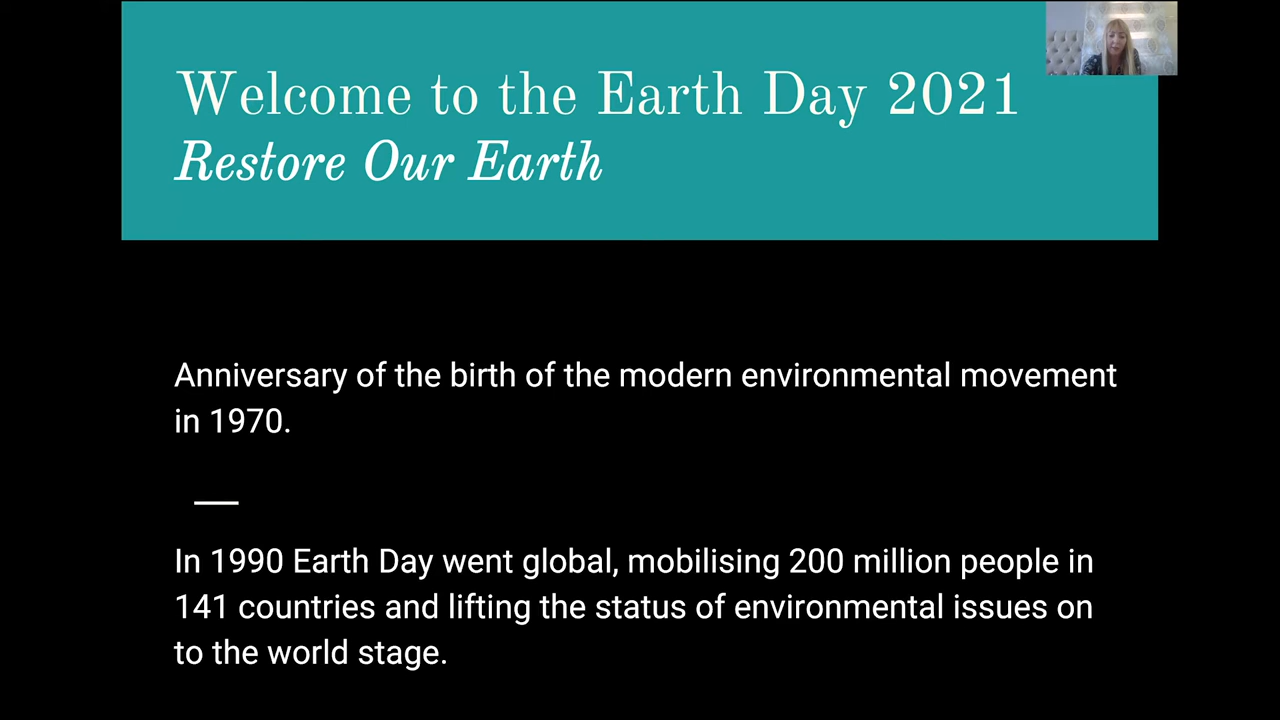 Welcome to the Earth Day 2021
Restore Our Earth
Anniversary of the birth of the modern environmental movement
in 1970.
In 1990 Earth Day went global, mobilising 200 million people in
141 countries and lifting the status of environmental issues on
to the world stage.